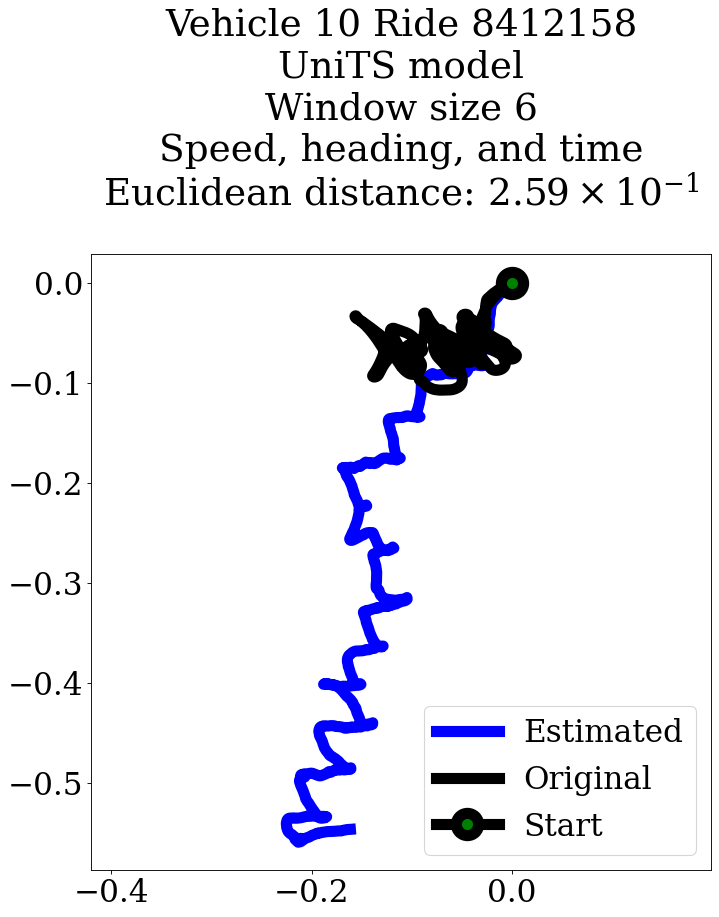 Vehicle 10 Ride 8412158
UniTS model
Window size 6
Speed, heading, and time
Euclidean distance: 2.59 × 10⁻¹
0.0
−0.1
−0.2
−0.3
−0.4
−0.5
Estimated
Original
Start
−0.4
−0.2
0.0